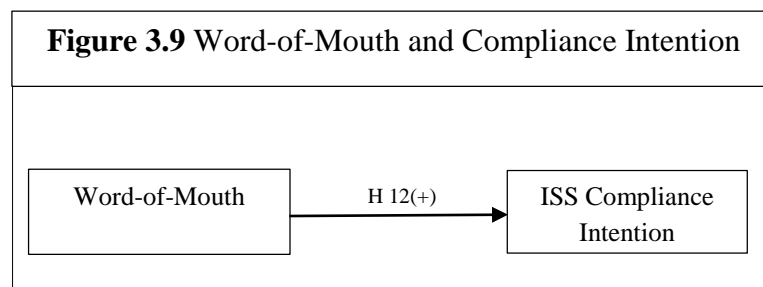 Figure 3.9 Word-of-Mouth and Compliance Intention
Word-of-Mouth
H 12(+)
ISS Compliance
Intention